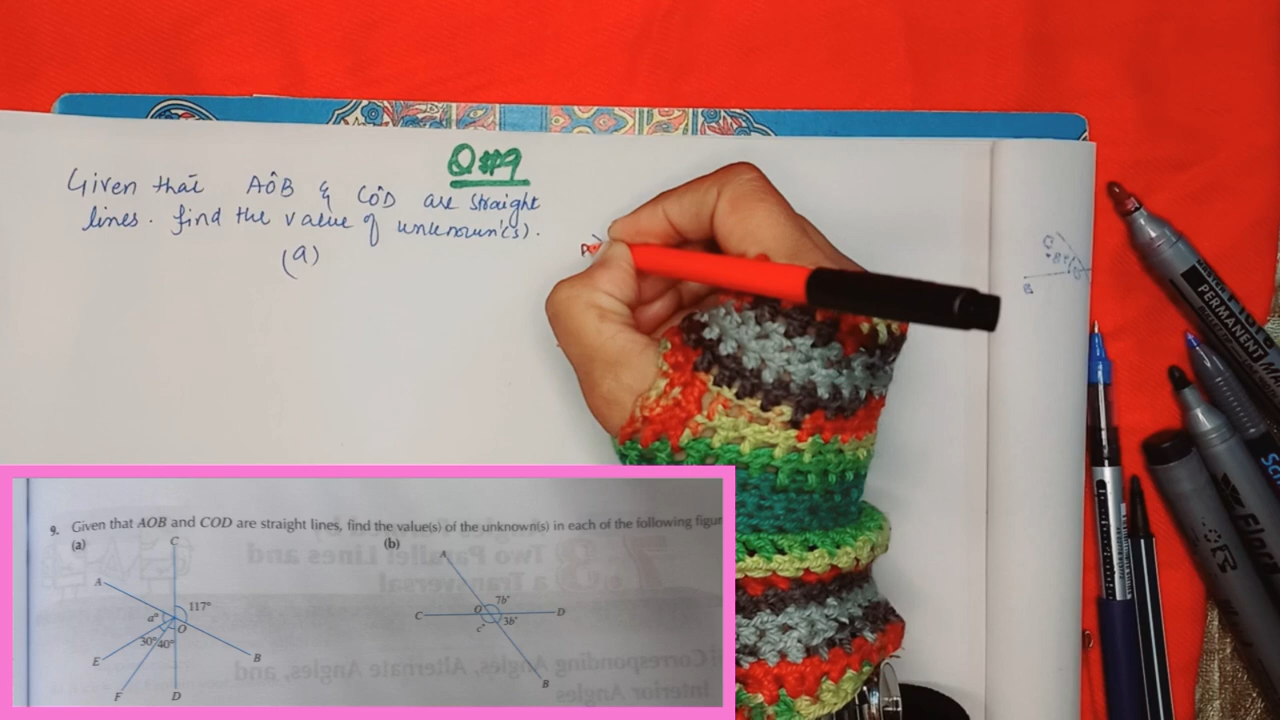 Q#9
Given that AÔB & CÔD are straight
lines. find the value of unknown(s).
(a)
C
B
PERMANENT
9. Given that AOB and COD are straight lines, find the value(s) of the unknown(s) in each of the following figur
(a)
(b)
C
A
117°
a°
O
30°
40°
E
B
F
D
A
7b°
C
O
D
3b°
c°
B
Two Parallel Lines and
a Transversal
Corresponding Angles, Alternate Angles, and
Interior Angles